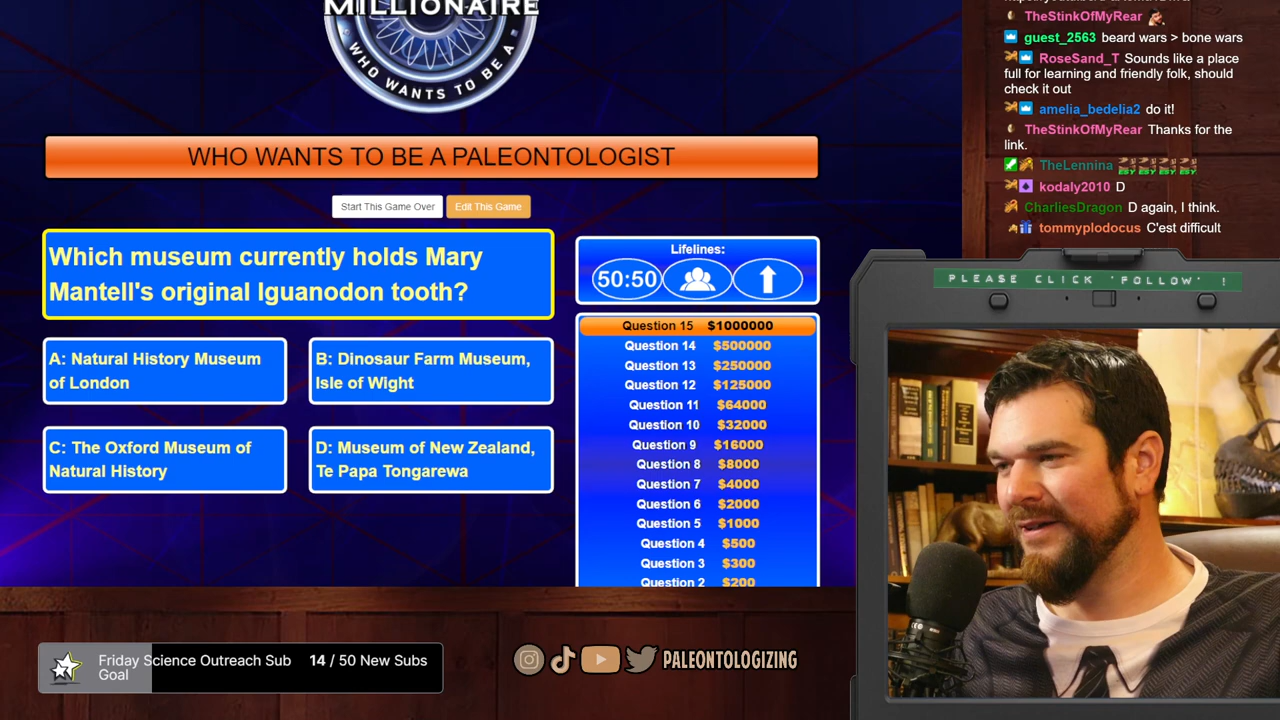 MILLIONAIRE
WHO WANTS TO BE A
WHO WANTS TO BE A PALEONTOLOGIST
Start This Game Over
Edit This Game
Which museum currently holds Mary
Mantell's original Iguanodon tooth?
A: Natural History Museum
of London
B: Dinosaur Farm Museum,
Isle of Wight
C: The Oxford Museum of
Natural History
D: Museum of New Zealand,
Te Papa Tongarewa
Lifelines:
50:50
Question 15 $1000000
Question 14 $500000
Question 13 $250000
Question 12 $125000
Question 11 $64000
Question 10 $32000
Question 9 $16000
Question 8 $8000
Question 7 $4000
Question 6 $2000
Question 5 $1000
Question 4 $500
Question 3 $300
Question 2 $200
TheStinkOfMyRear
guest_2563 beard wars > bone wars
RoseSand_T Sounds like a place
full for learning and friendly folk, should
check it out
amelia_bedelia2 do it!
TheStinkOfMyRear Thanks for the
link.
TheLennina
kodaly2010 D
CharliesDragon D again, I think.
tommyplodocus C'est difficult
PLEASE CLICK 'FOLLOW' !
Friday Science Outreach Sub
Goal
14 / 50 New Subs
PALEONTOLOGIZING